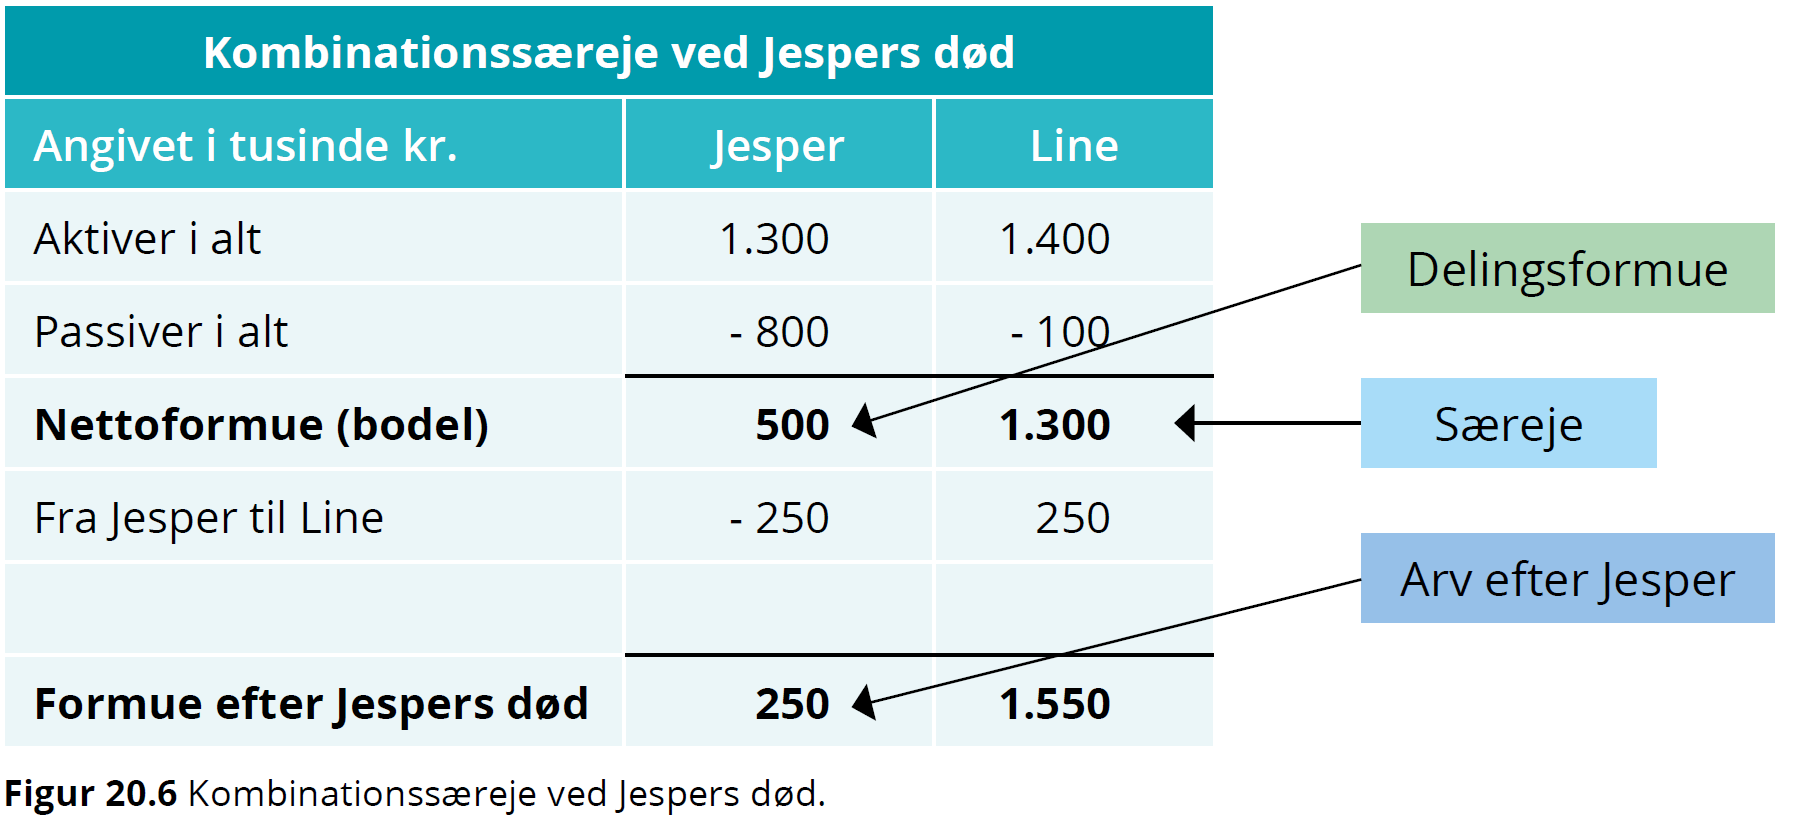 Kombinationssæreje ved Jespers død
Angivet i tusinde kr. Jesper Line
Aktiver i alt 1.300 1.400
Passiver i alt - 800 - 100
Nettoformue (bodel) 500 1.300
Fra Jesper til Line - 250 250
Formue efter Jespers død 250 1.550
Delingsformue
Særeje
Arv efter Jesper
Figur 20.6 Kombinationssæreje ved Jespers død.